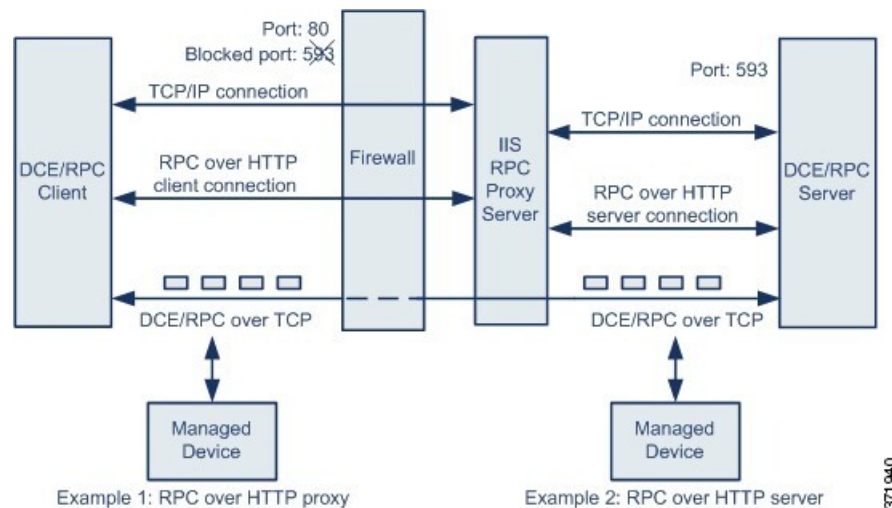 Port: 80
Blocked port: 593
Port: 593
TCP/IP connection
TCP/IP connection
DCE/RPC
Client
RPC over HTTP
client connection
Firewall
IIS
RPC
Proxy
Server
RPC over HTTP
server connection
DCE/RPC
Server
DCE/RPC over TCP
DCE/RPC over TCP
Managed
Device
Managed
Device
Example 1: RPC over HTTP proxy
Example 2: RPC over HTTP server
371940